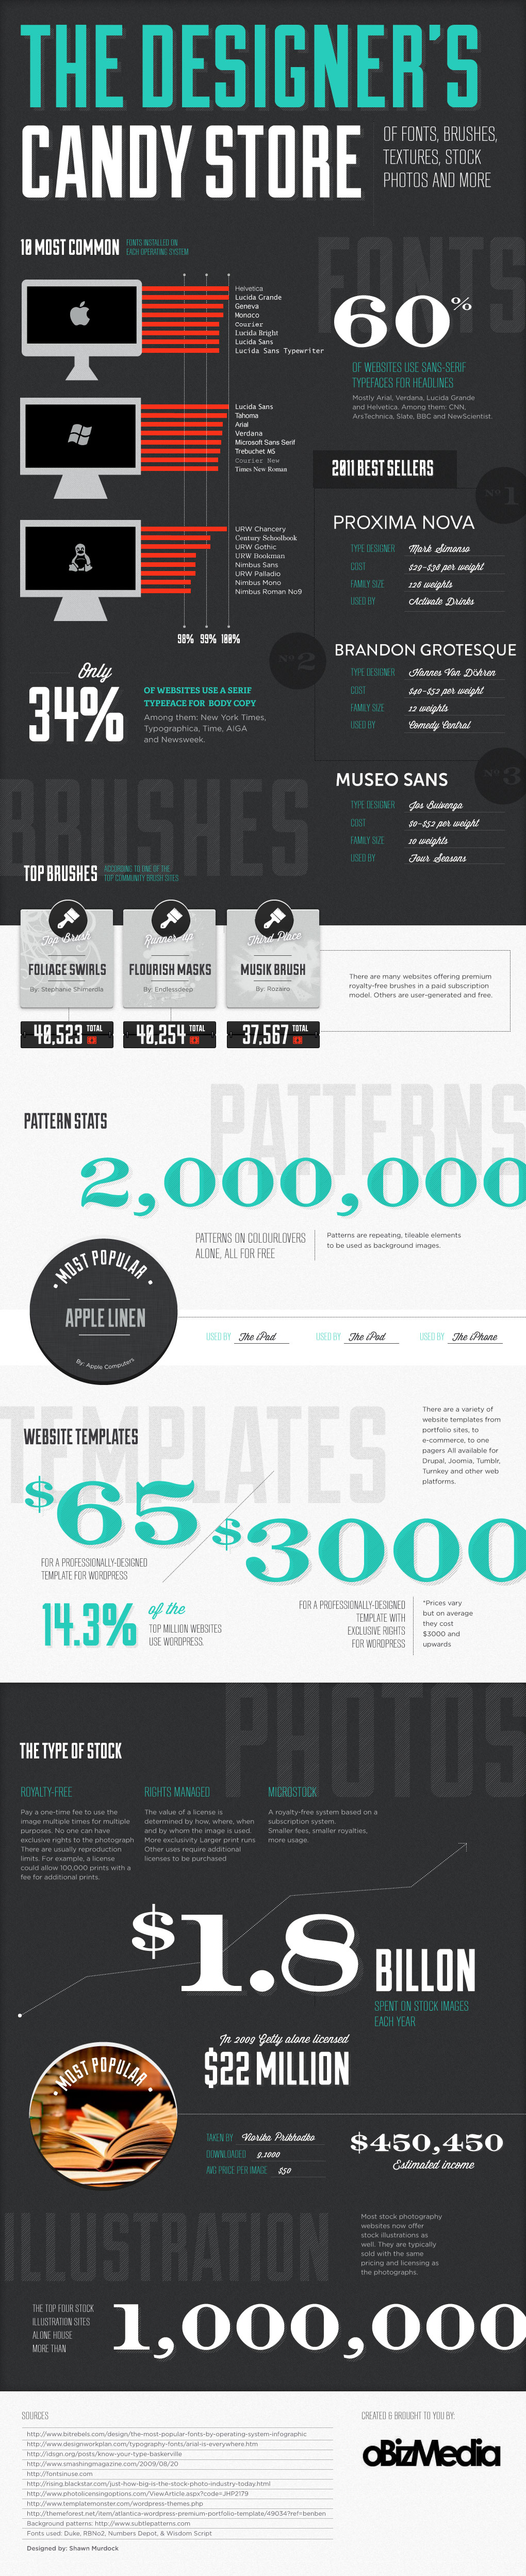 THE DESIGNER'S
CANDY STORE
OF FONTS, BRUSHES,
TEXTURES, STOCK
PHOTOS AND MORE
FONTS
10 MOST COMMON
FONTS INSTALLED ON
EACH OPERATING SYSTEM
Helvetica
Lucida Grande
Geneva
Monaco
Courier
Lucida Bright
Lucida Sans
Lucida Sans Typewriter
60%
OF WEBSITES USE SANS-SERIF
TYPEFACES FOR HEADLINES
Mostly Arial, Verdana, Lucida Grande
and Helvetica. Among them: CNN,
ArsTechnica, Slate, BBC and NewScientist.
Lucida Sans
Tahoma
Arial
Verdana
Microsoft Sans Serif
Trebuchet MS
Courier New
Times New Roman
URW Chancery
Century Schoolbook
URW Gothic
URW Bookman
Nimbus Sans
URW Palladio
Nimbus Mono
Nimbus Roman No9
98% 99% 100%
2011 BEST SELLERS
Nº 1
PROXIMA NOVA
TYPE DESIGNER Mark Simonso
COST $29-$38 per weight
FAMILY SIZE 126 weights
USED BY Activate Drinks
Nº 2
BRANDON GROTESQUE
TYPE DESIGNER Hannes Von Döhren
COST $40-$52 per weight
FAMILY SIZE 12 weights
USED BY Comedy Central
Nº 3
MUSEO SANS
TYPE DESIGNER Jos Buivenga
COST $0-$52 per weight
FAMILY SIZE 10 weights
USED BY Four Seasons
Only
34%
OF WEBSITES USE A SERIF
TYPEFACE FOR BODY COPY
Among them: New York Times,
Typographica, Time, AIGA
and Newsweek.
BRUSHES
TOP BRUSHES
ACCORDING TO ONE OF THE
TOP COMMUNITY BRUSH SITES
Top Brush
FOLIAGE SWIRLS
By: Stephanie Shimerdla
40,523 TOTAL
Runner-up
FLOURISH MASKS
By: Endlessdeep
40,254 TOTAL
Third Place
MUSIK BRUSH
By: Rozairo
37,567 TOTAL
There are many websites offering premium
royalty-free brushes in a paid subscription
model. Others are user-generated and free.
PATTERNS
PATTERN STATS
2,000,000
PATTERNS ON COLOURLOVERS
ALONE, ALL FOR FREE
Patterns are repeating, tileable elements
to be used as background images.
MOST POPULAR
APPLE LINEN
By: Apple Computers
USED BY The iPad
USED BY The iPod
USED BY The iPhone
TEMPLATES
WEBSITE TEMPLATES
There are a variety of
website templates from
portfolio sites, to
e-commerce, to one
pagers All available for
Drupal, Joomia, Tumblr,
Turnkey and other web
platforms.
$65
FOR A PROFESSIONALLY-DESIGNED
TEMPLATE FOR WORDPRESS
$3000
FOR A PROFESSIONALLY-DESIGNED
TEMPLATE WITH
EXCLUSIVE RIGHTS
FOR WORDPRESS
*Prices vary
but on average
they cost
$3000 and
upwards
14.3%
of the
TOP MILLION WEBSITES
USE WORDPRESS.
PHOTOS
THE TYPE OF STOCK
ROYALTY-FREE
Pay a one-time fee to use the
image multiple times for multiple
purposes. No one can have
exclusive rights to the photograph
There are usually reproduction
limits. For example, a license
could allow 100,000 prints with a
fee for additional prints.
RIGHTS MANAGED
The value of a license is
determined by how, where, when
and by whom the image is used.
More exclusivity Larger print runs
Other uses require additional
licenses to be purchased
MICROSTOCK
A royalty-free system based on a
subscription system.
Smaller fees, smaller royalties,
more usage.
$1.8
BILLON
SPENT ON STOCK IMAGES
EACH YEAR
In 2009 Getty alone licensed
$22 MILLION
MOST POPULAR
TAKEN BY Viorika Prikhodko
DOWNLOADED 9,1000
AVG PRICE PER IMAGE $50
$450,450
Estimated income
ILLUSTRATION
Most stock photography
websites now offer
stock illustrations as
well. They are typically
sold with the same
pricing and licensing as
the photographs.
THE TOP FOUR STOCK
ILLUSTRATION SITES
ALONE HOUSE
MORE THAN
1,000,000
SOURCES
http://www.bitrebels.com/design/the-most-popular-fonts-by-operating-system-infographic
http://www.designworkplan.com/typography-fonts/arial-is-everywhere.htm
http://idsgn.org/posts/know-your-type-baskerville
http://www.smashingmagazine.com/2009/08/20
http://fontsinuse.com
http://rising.blackstar.com/just-how-big-is-the-stock-photo-industry-today.html
http://www.photolicensingoptions.com/ViewArticle.aspx?code=JHP2179
http://www.templatemonster.com/wordpress-themes.php
http://themeforest.net/item/atlantica-wordpress-premium-portfolio-template/49034?ref=benben
Background patterns: http://www.subtlepatterns.com
Fonts used: Duke, RBNo2, Numbers Depot, & Wisdom Script
Designed by: Shawn Murdock
CREATED & BROUGHT TO YOU BY:
oBizMedia